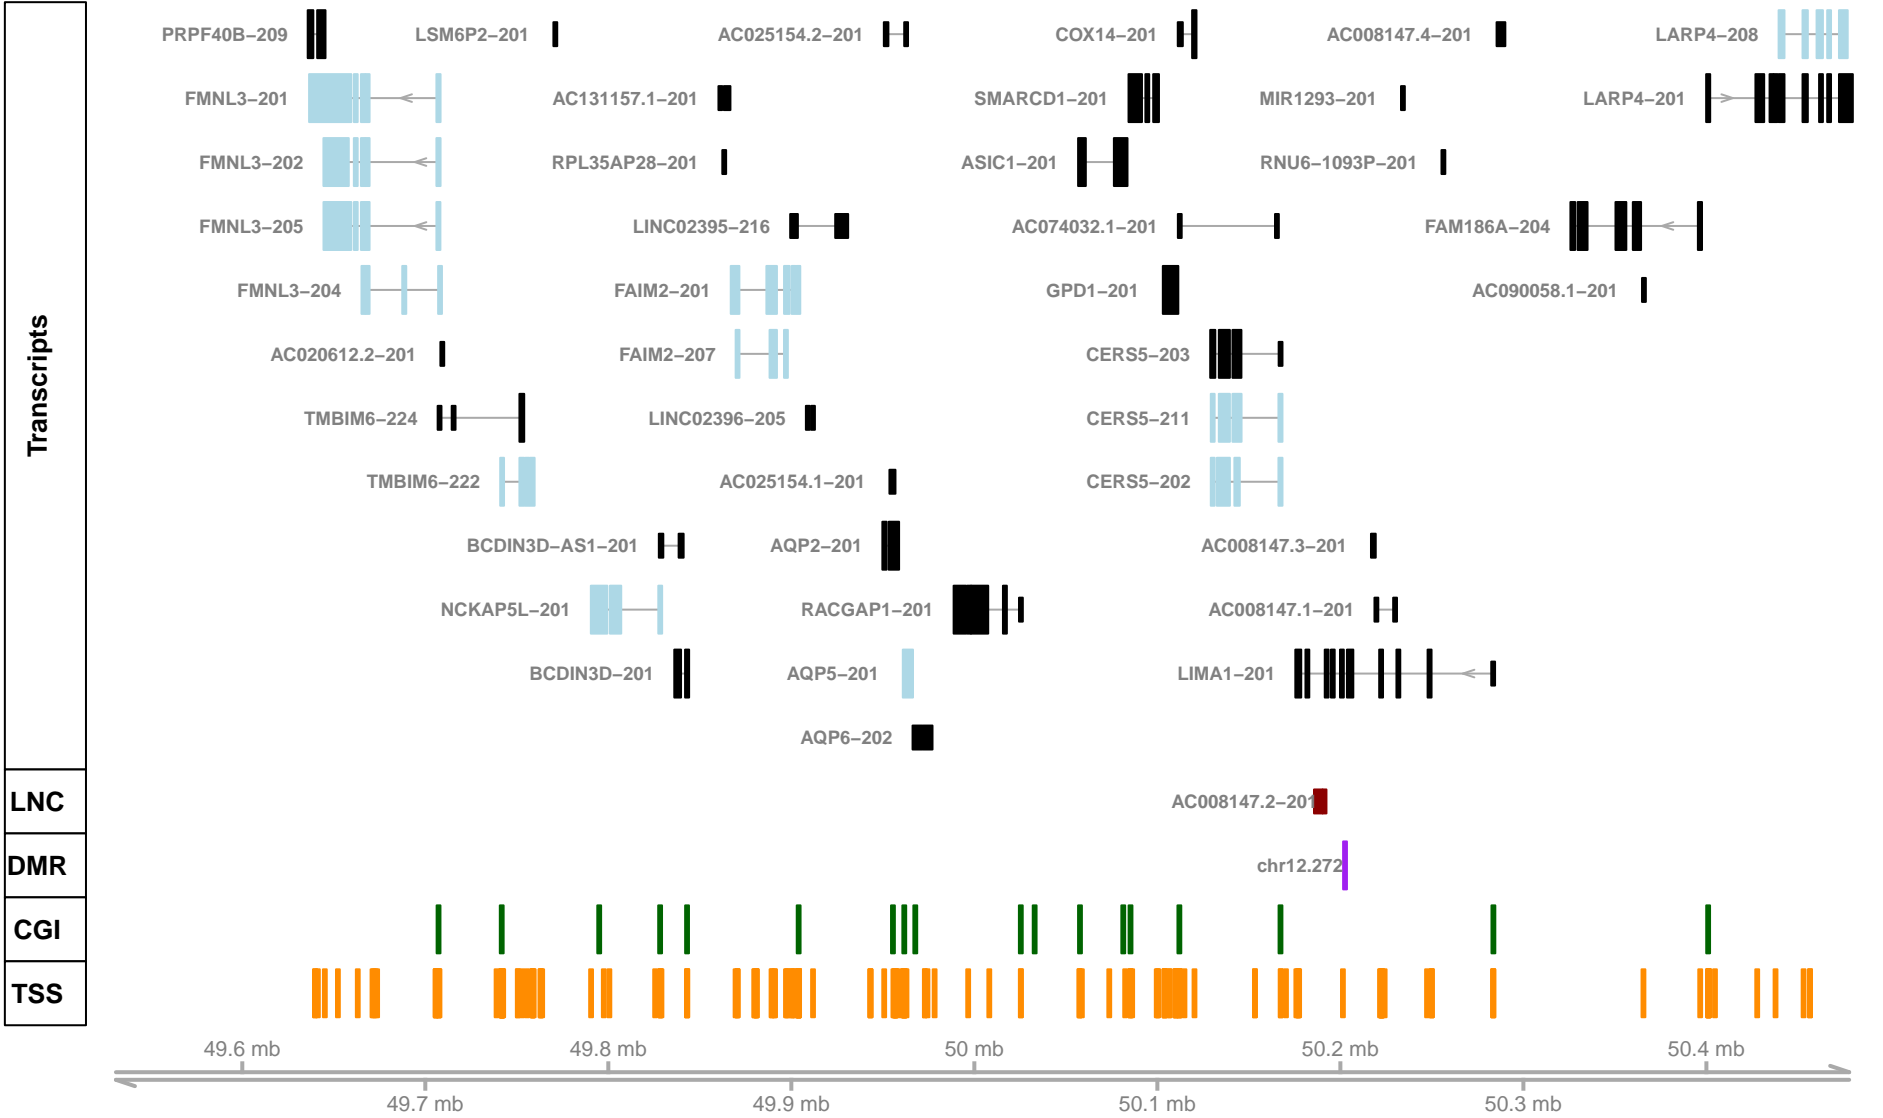 PRPF40B−209 LSM6P2−201 AC025154.2−201 COX14−201 AC008147.4−201 LARP4−208
FMNL3−201 AC131157.1−201 SMARCD1−201 MIR1293−201 LARP4−201
FMNL3−202 RPL35AP28−201 ASIC1−201 RNU6−1093P−201
FMNL3−205 LINC02395−216 AC074032.1−201 FAM186A−204
FMNL3−204 FAIM2−201 GPD1−201 AC090058.1−201
AC020612.2−201 FAIM2−207 CERS5−203
TMBIM6−224 LINC02396−205 CERS5−211
TMBIM6−222 AC025154.1−201 CERS5−202
BCDIN3D−AS1−201 AQP2−201 AC008147.3−201
NCKAP5L−201 RACGAP1−201 AC008147.1−201
BCDIN3D−201 AQP5−201 LIMA1−201
AQP6−202
Transcripts
LNC AC008147.2−201
DMR chr12.272
CGI
TSS
49.6 mb 49.8 mb 50 mb 50.2 mb 50.4 mb
49.7 mb 49.9 mb 50.1 mb 50.3 mb